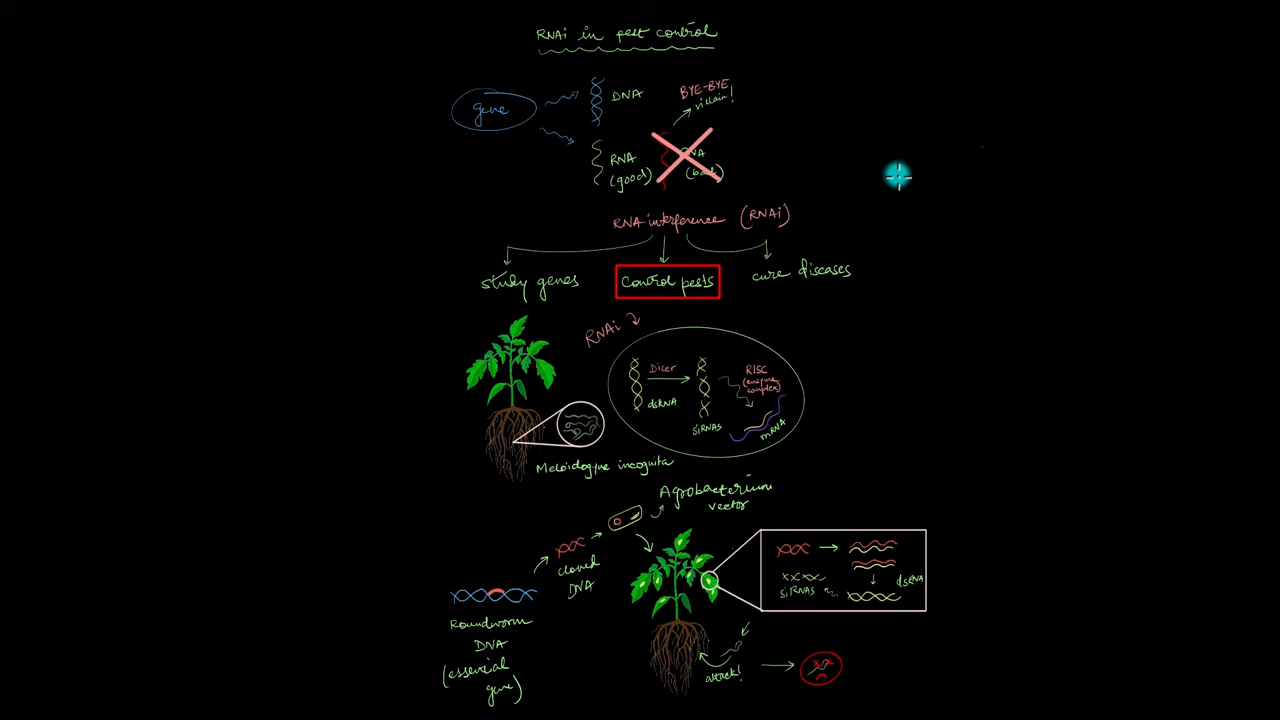 RNAi in pest control
gene
DNA
BYE-BYE
villain!
RNA
(good)
RNA interference (RNAi)
study genes
Control pests
cure diseases
RNAi
Dicer
dsRNA
siRNAs
RISC
(enzyme
complex)
mRNA
Meloidogyne incognita
Agrobacterium
vector
cloned
DNA
Roundworm
DNA
(essential
gene)
siRNAs
dsRNA
attack!